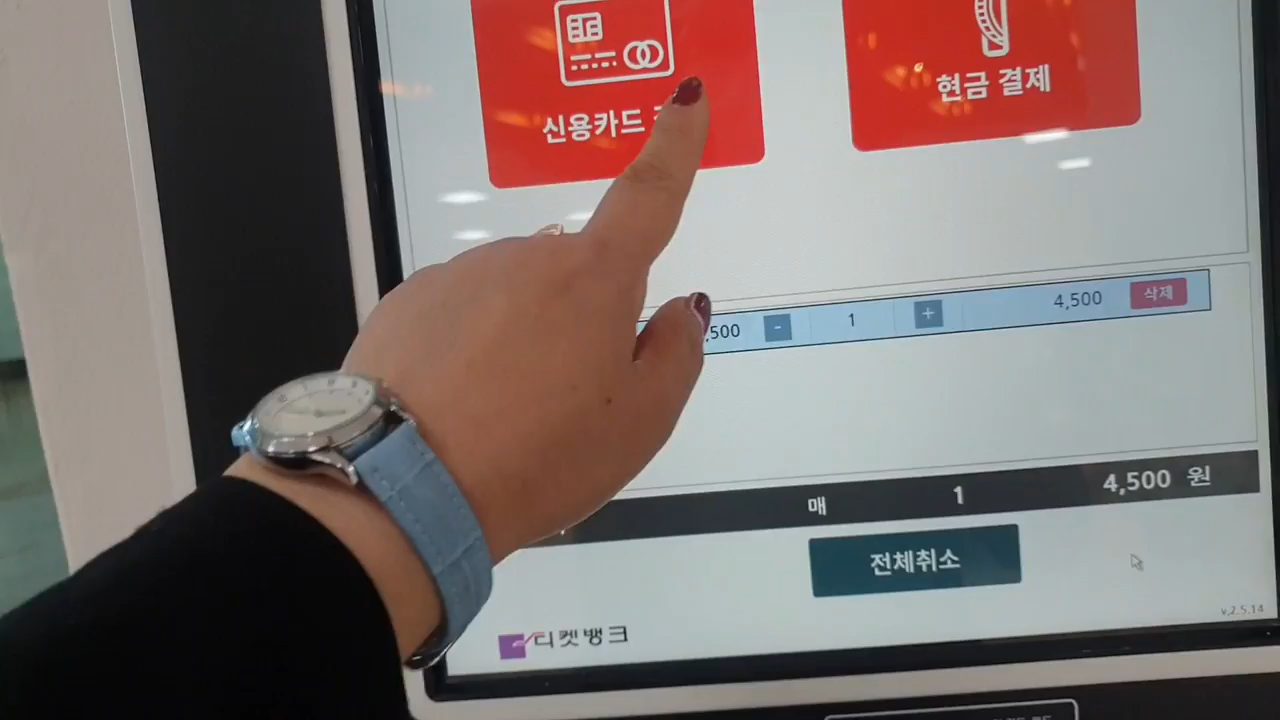 신용카드
현금 결제
,500 - 1 + 4,500 삭제
매 1 4,500 원
전체취소
v.2.5.14
티켓뱅크